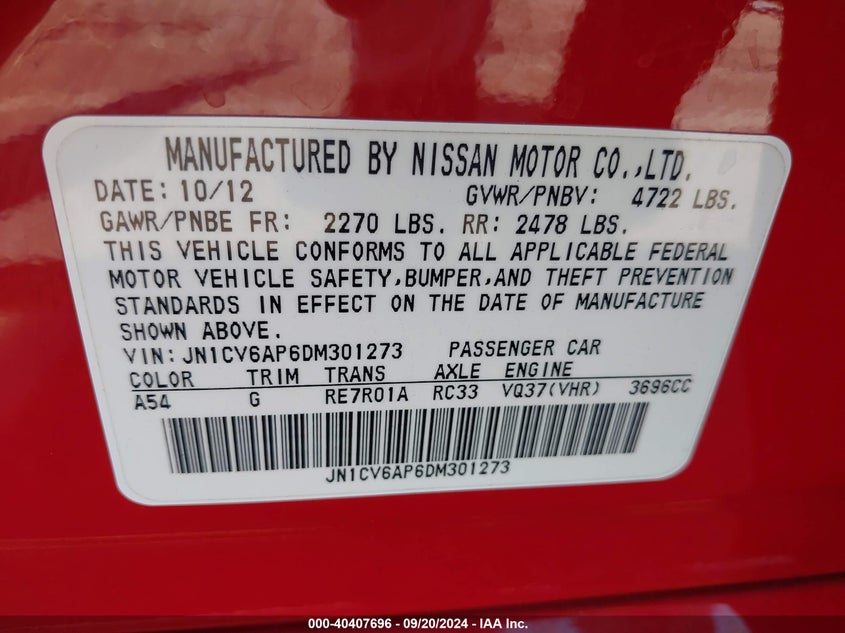 MANUFACTURED BY NISSAN MOTOR CO.,LTD.
DATE: 10/12 GVWR/PNBV: 4722 LBS.
GAWR/PNBE FR: 2270 LBS. RR: 2478 LBS.
THIS VEHICLE CONFORMS TO ALL APPLICABLE FEDERAL
MOTOR VEHICLE SAFETY,BUMPER,AND THEFT PREVENTION
STANDARDS IN EFFECT ON THE DATE OF MANUFACTURE
SHOWN ABOVE.
VIN: JN1CV6AP6DM301273 PASSENGER CAR
COLOR TRIM TRANS AXLE ENGINE
A54 G RE7R01A RC33 VQ37(VHR) 3696CC
JN1CV6AP6DM301273
000-40407696 - 09/20/2024 - IAA Inc.